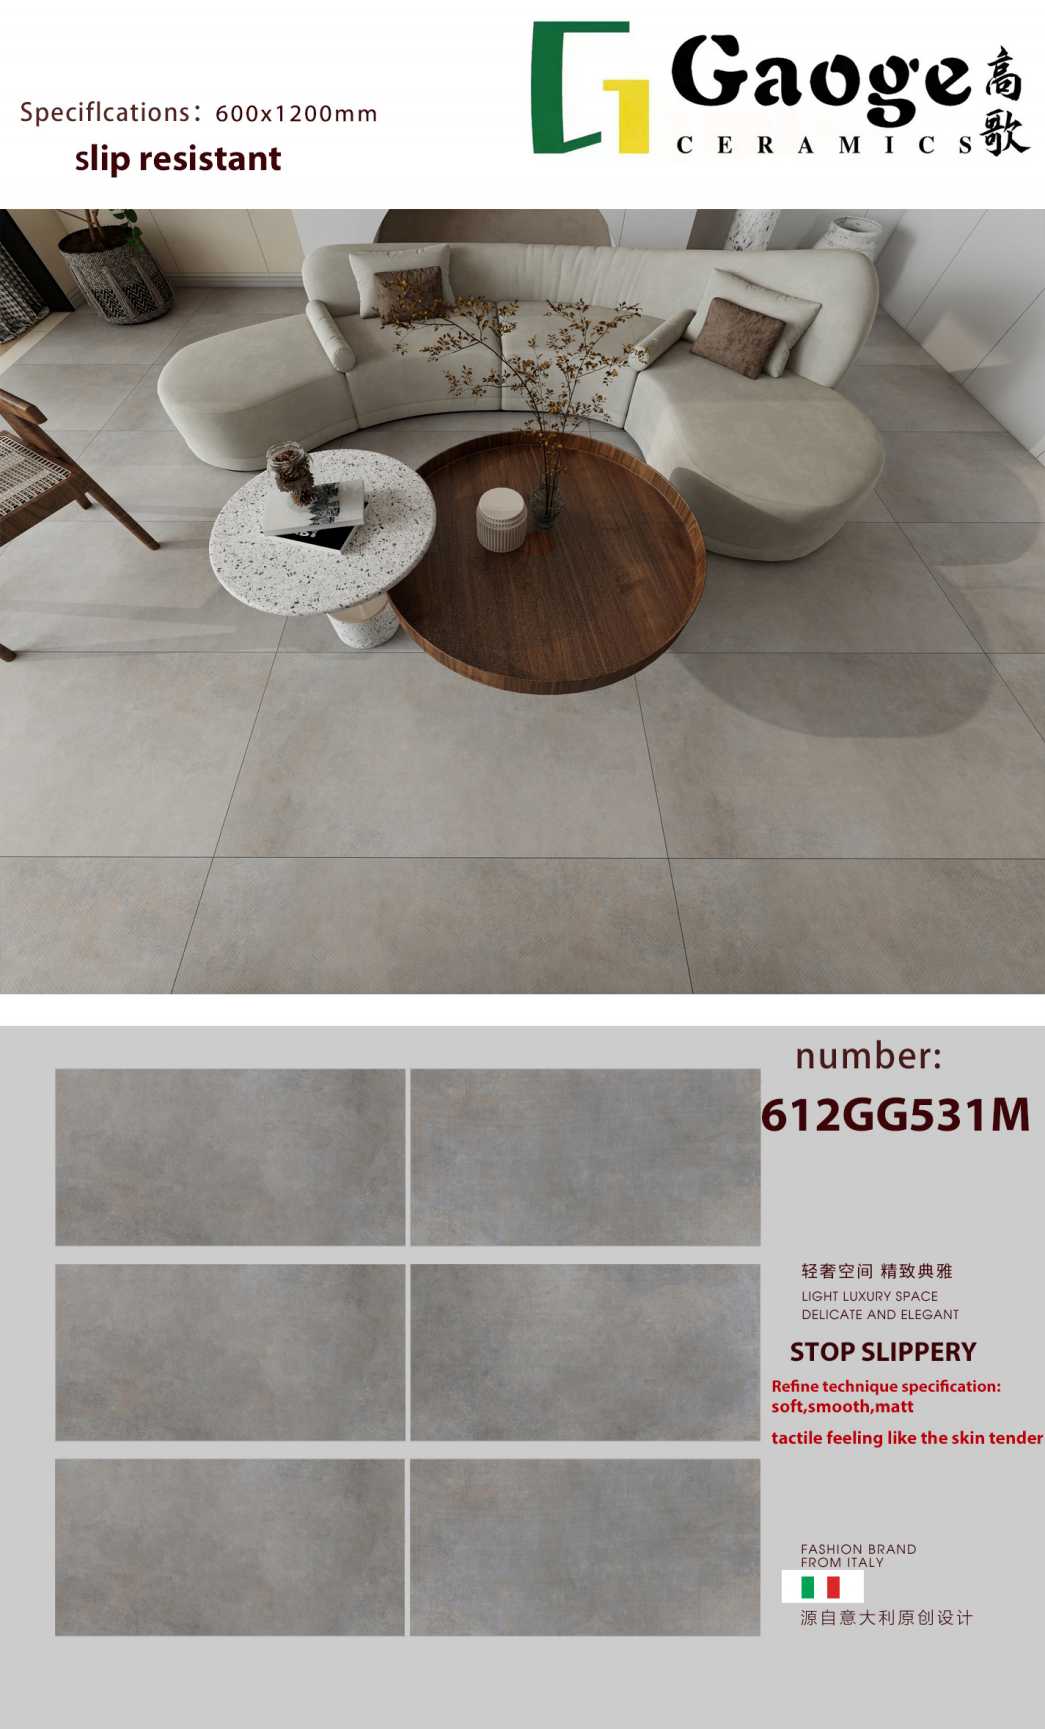 Gaoge 高歌
CERAMICS
Speciflcations：600x1200mm
slip resistant
number:
612GG531M
轻奢空间 精致典雅
LIGHT LUXURY SPACE
DELICATE AND ELEGANT
STOP SLIPPERY
Refine technique specification:
soft,smooth,matt
tactile feeling like the skin tender
FASHION BRAND
FROM ITALY
源自意大利原创设计